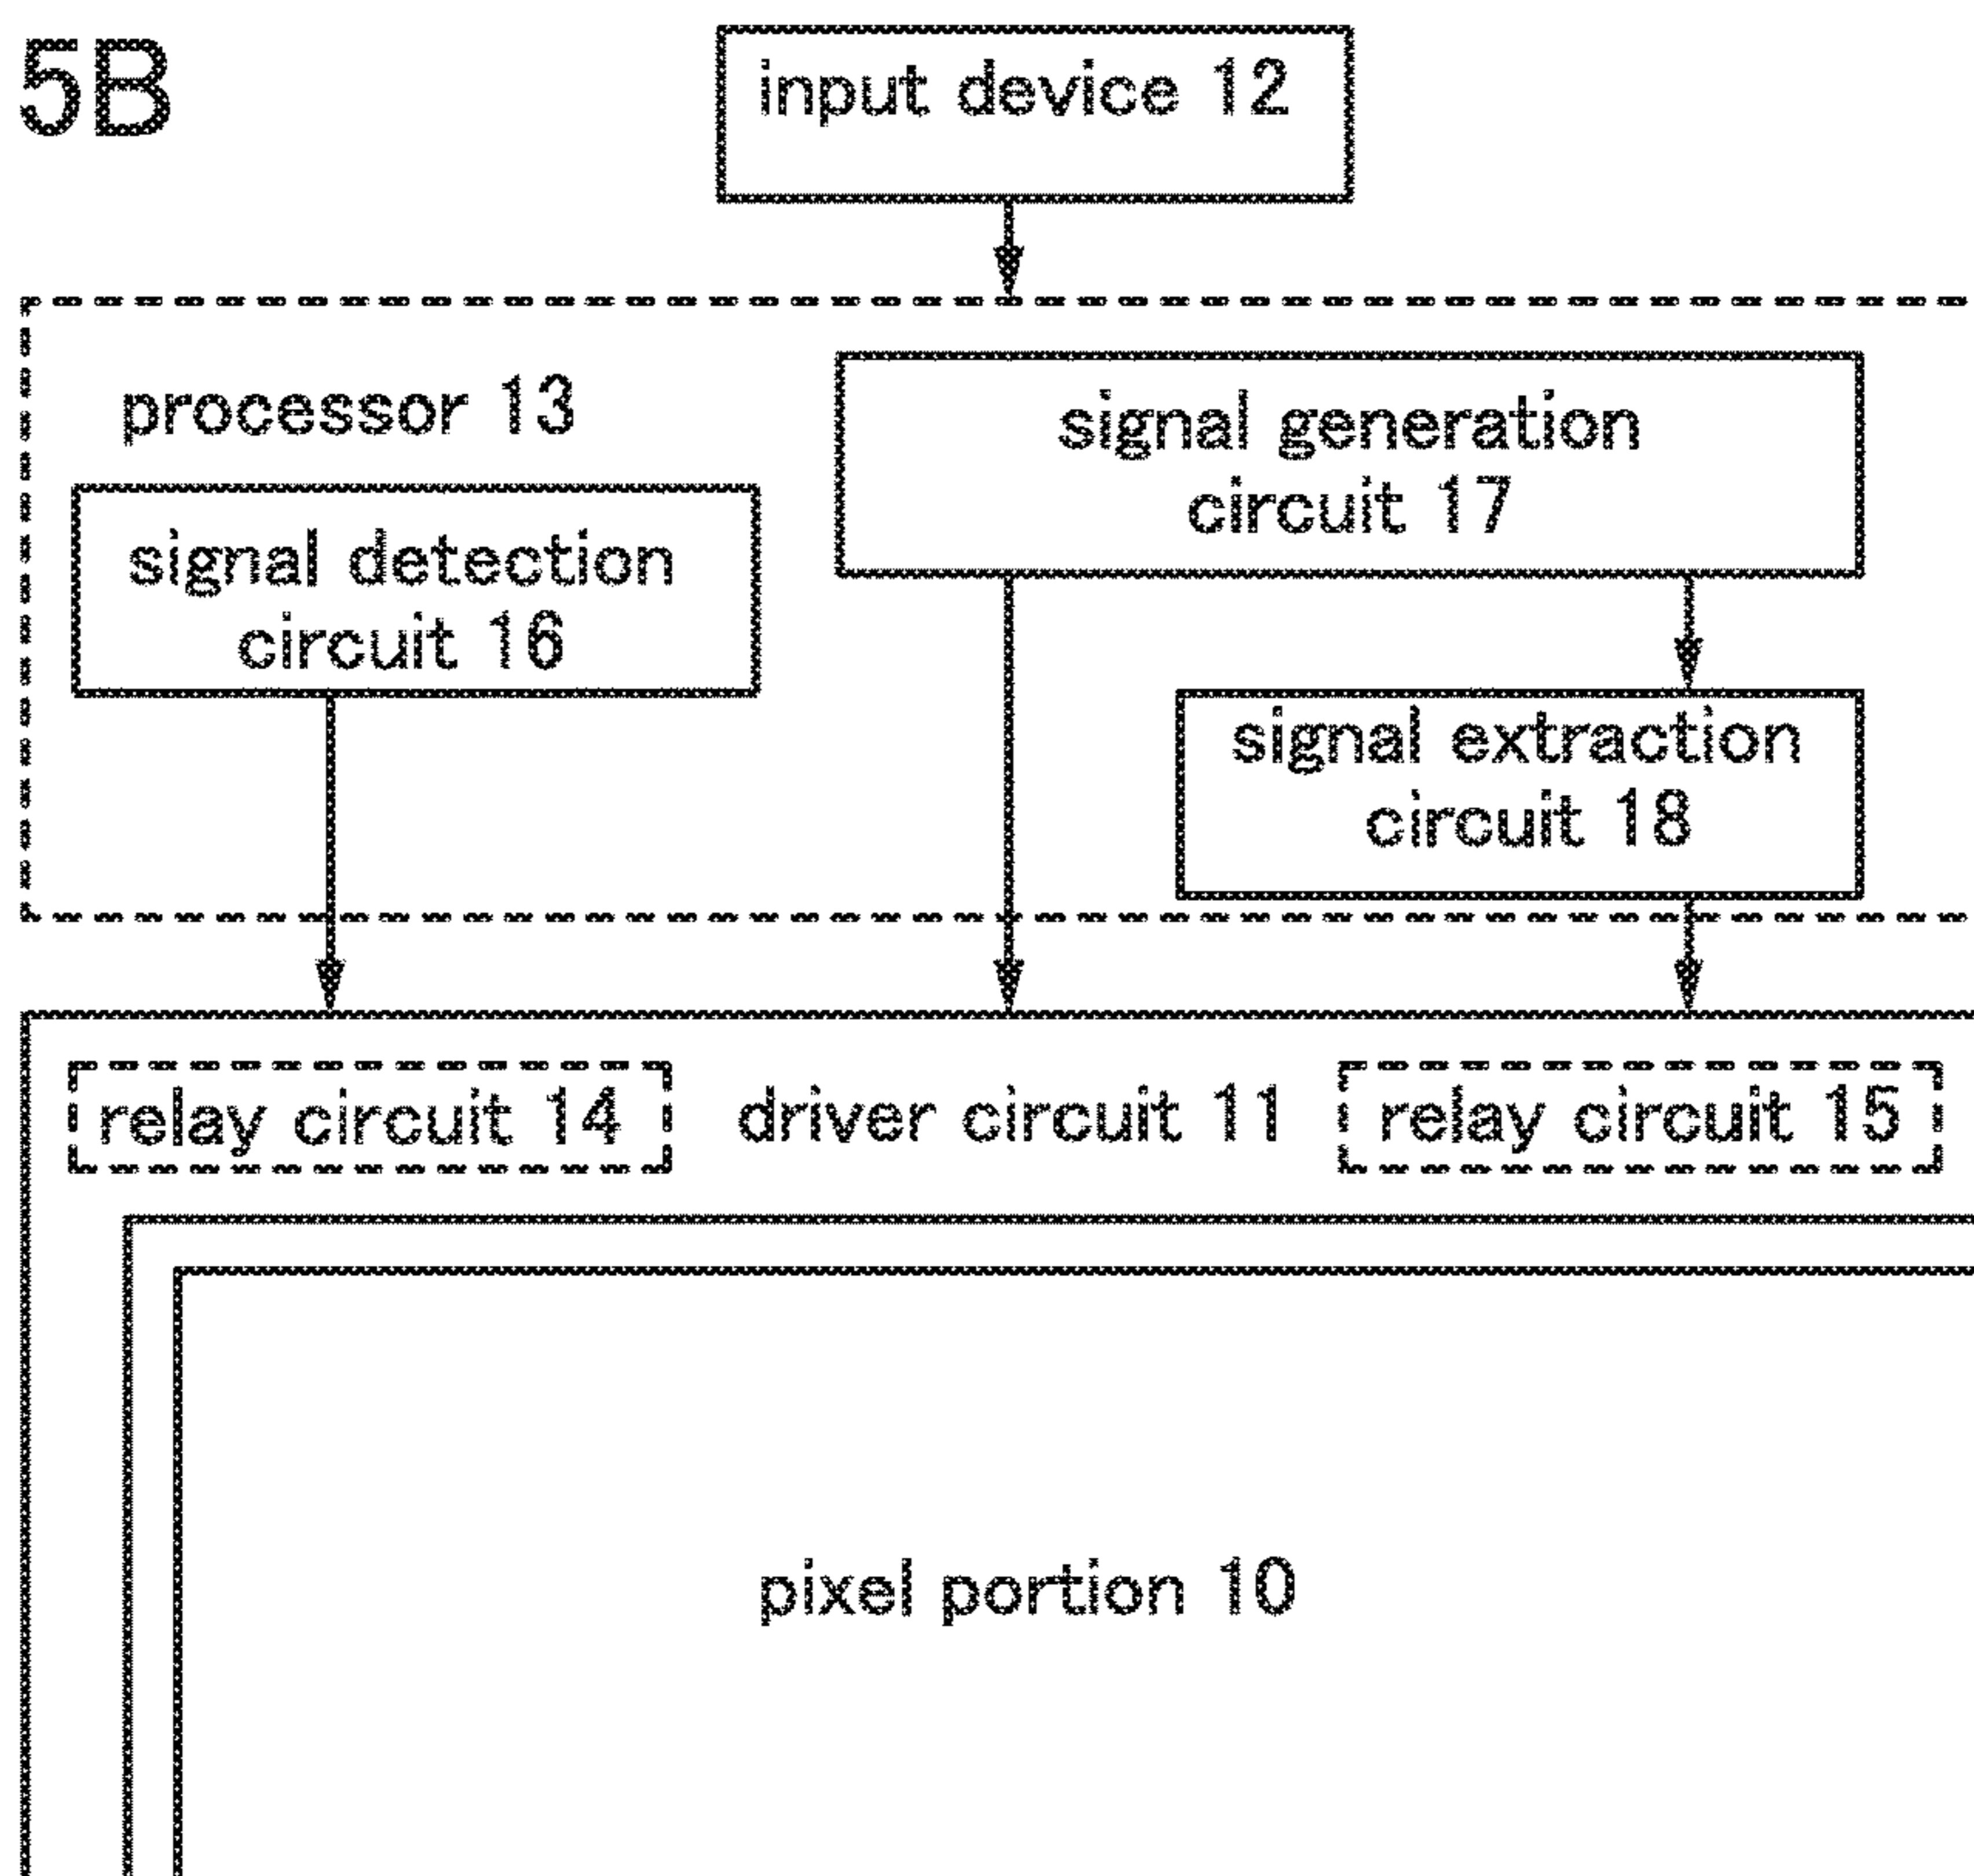 5B
input device 12
processor 13
signal generation
circuit 17
signal detection
circuit 16
signal extraction
circuit 18
relay circuit 14
driver circuit 11
relay circuit 15
pixel portion 10